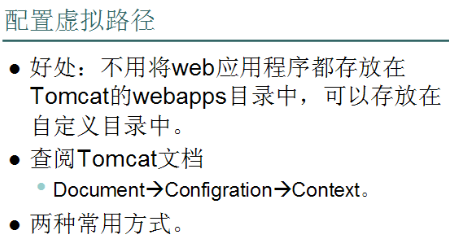 配置虚拟路径
● 好处：不用将web应用程序都存放在
Tomcat的webapps目录中，可以存放在
自定义目录中。
● 查阅Tomcat文档
• Document→Configration→Context。
● 两种常用方式。